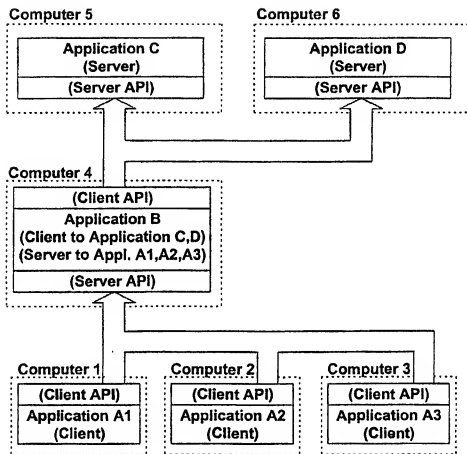 Computer 5
Computer 6
Application C
(Server)
(Server API)
Application D
(Server)
(Server API)
Computer 4
(Client API)
Application B
(Client to Application C,D)
(Server to Appl. A1,A2,A3)
(Server API)
Computer 1
Computer 2
Computer 3
(Client API)
Application A1
(Client)
(Client API)
Application A2
(Client)
(Client API)
Application A3
(Client)